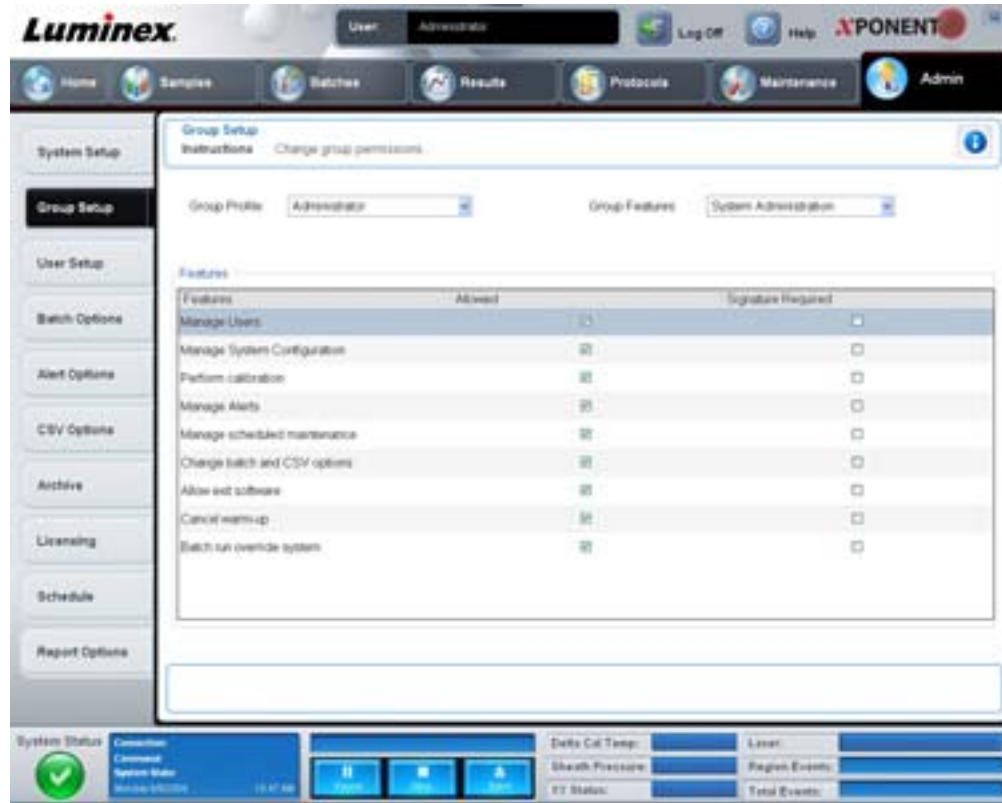 Luminex
User: Administrator
Log Off
Help
XPONENT
Home
Samples
Batches
Results
Protocols
Maintenance
Admin
System Setup
Group Setup
User Setup
Batch Options
Alert Options
CSV Options
Archive
Licensing
Schedule
Report Options
Group Setup
Instructions Change group permissions.
Group Profile Administrator
Group Features System Administration
Features
Features Allowed Signature Required
Manage Users
Manage System Configuration
Perform calibration
Manage Alerts
Manage scheduled maintenance
Change batch and CSV options
Allow exit software
Cancel warm-up
Batch run override system
System Status
Connection:
Command:
System State:
Delta Cal Temp:
Sheath Pressure:
XY Status:
Laser:
Region Events:
Total Events: